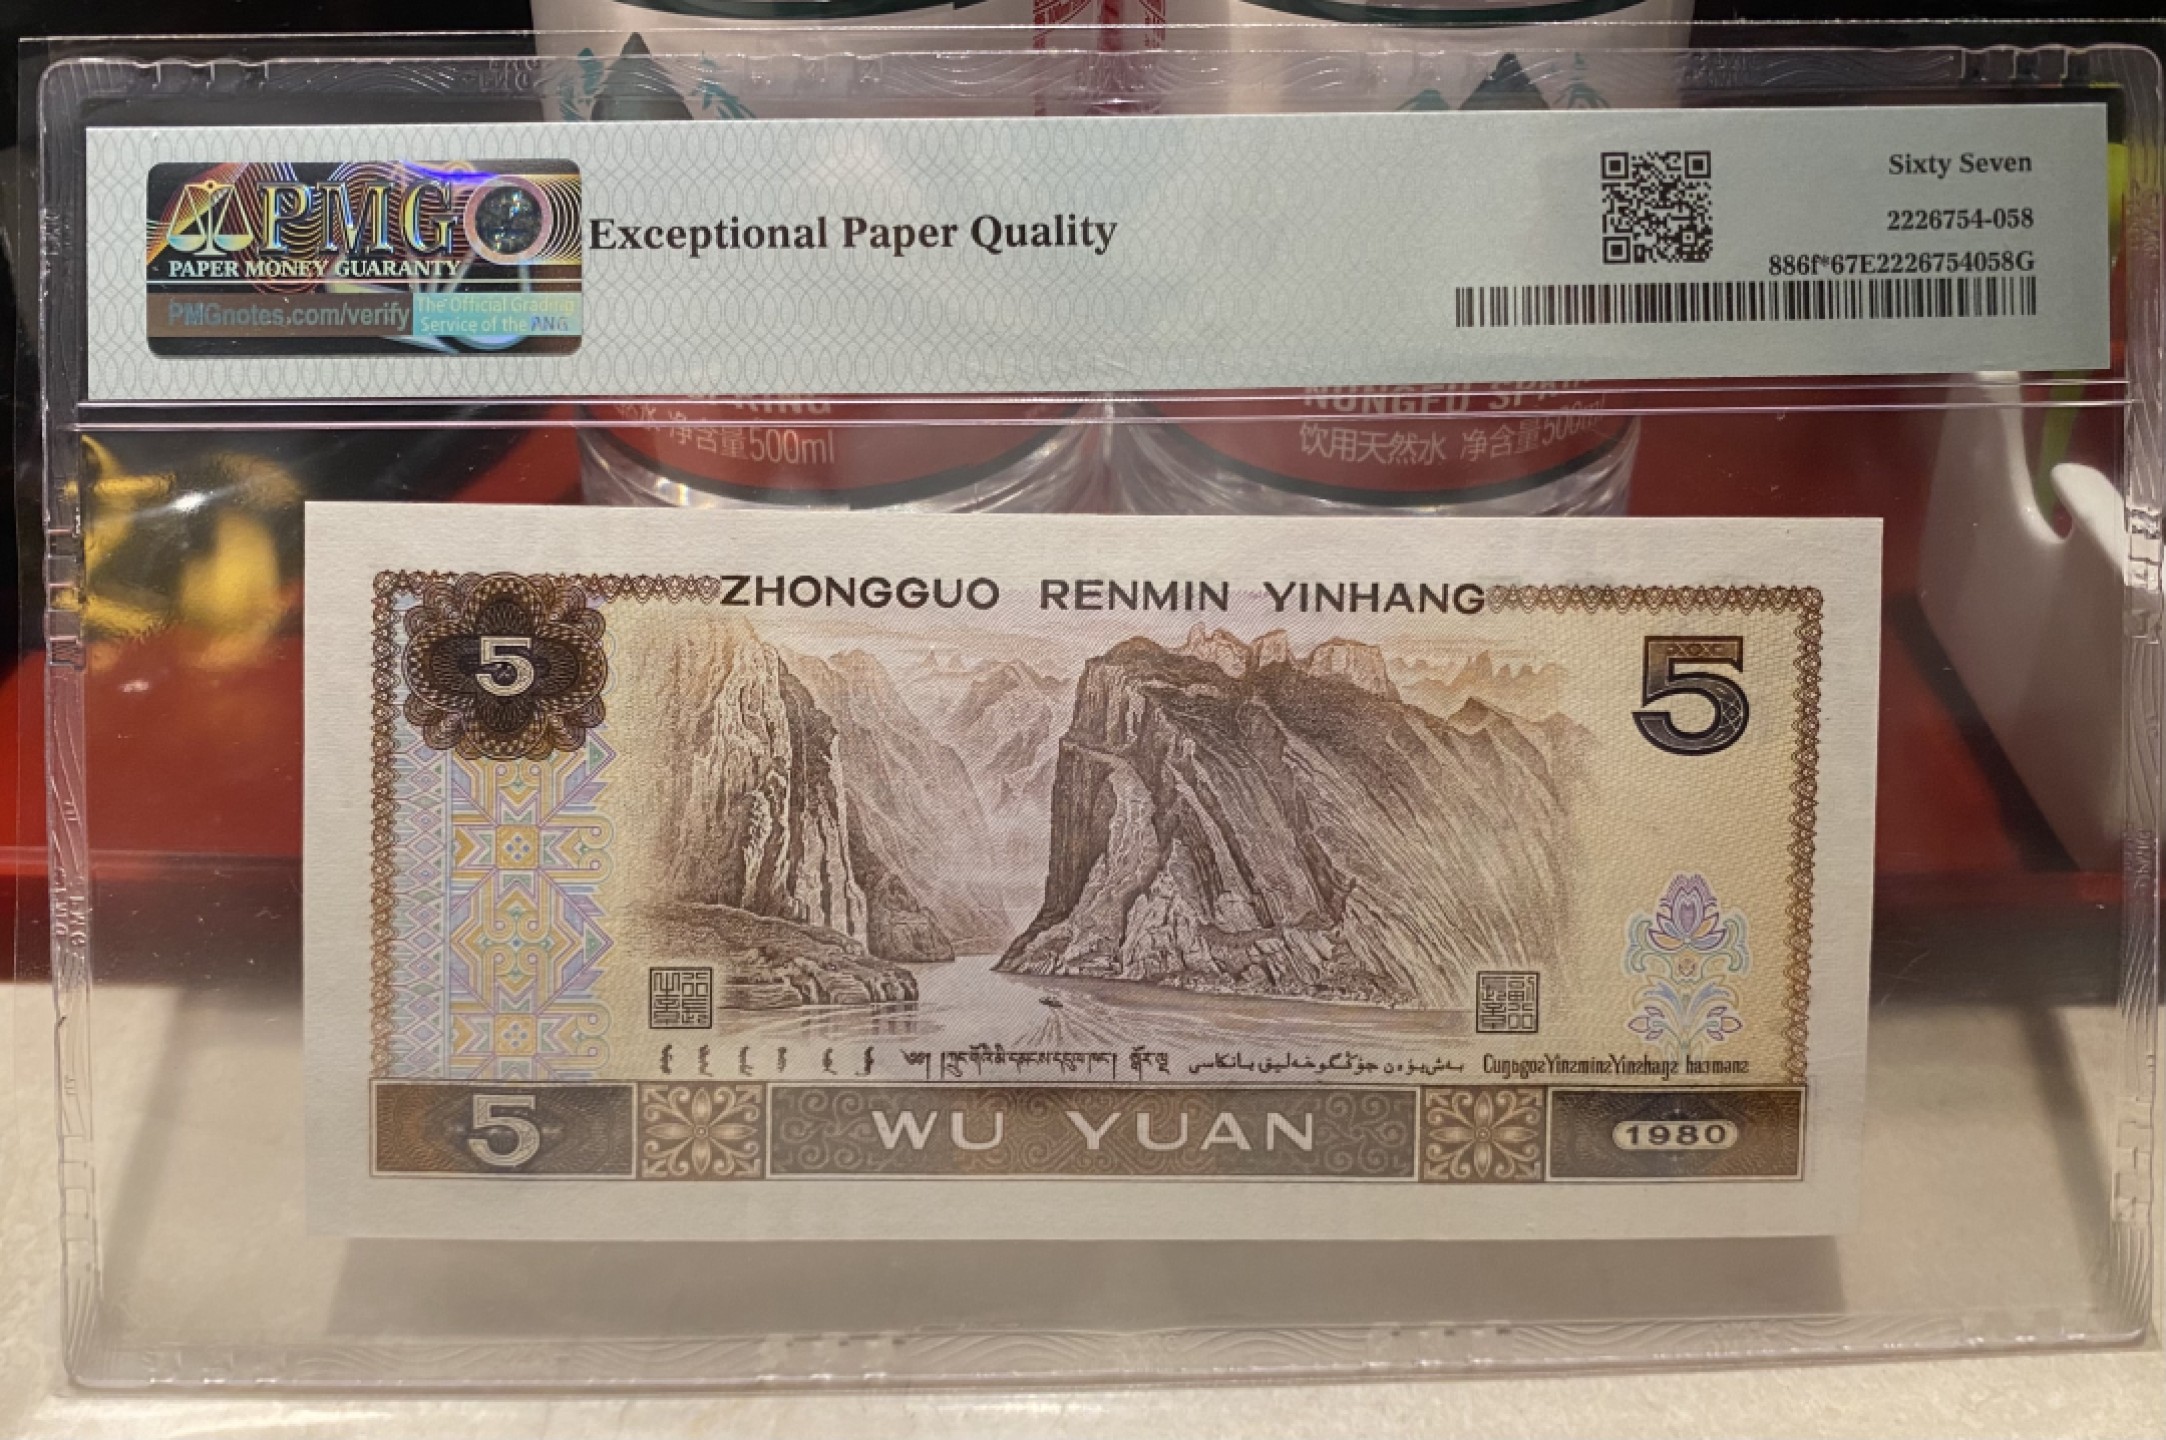 PMG
PAPER MONEY GUARANTY
PMGnotes.com/verify
The Official Grading
Service of the PNG
Exceptional Paper Quality
Sixty Seven
2226754-058
886f*67E2226754058G
SPRING
净含量500ml
NONGFU SPRING
饮用天然水 净含量500ml
ZHONGGUO RENMIN YINHANG
5
5
5
WU YUAN
1980